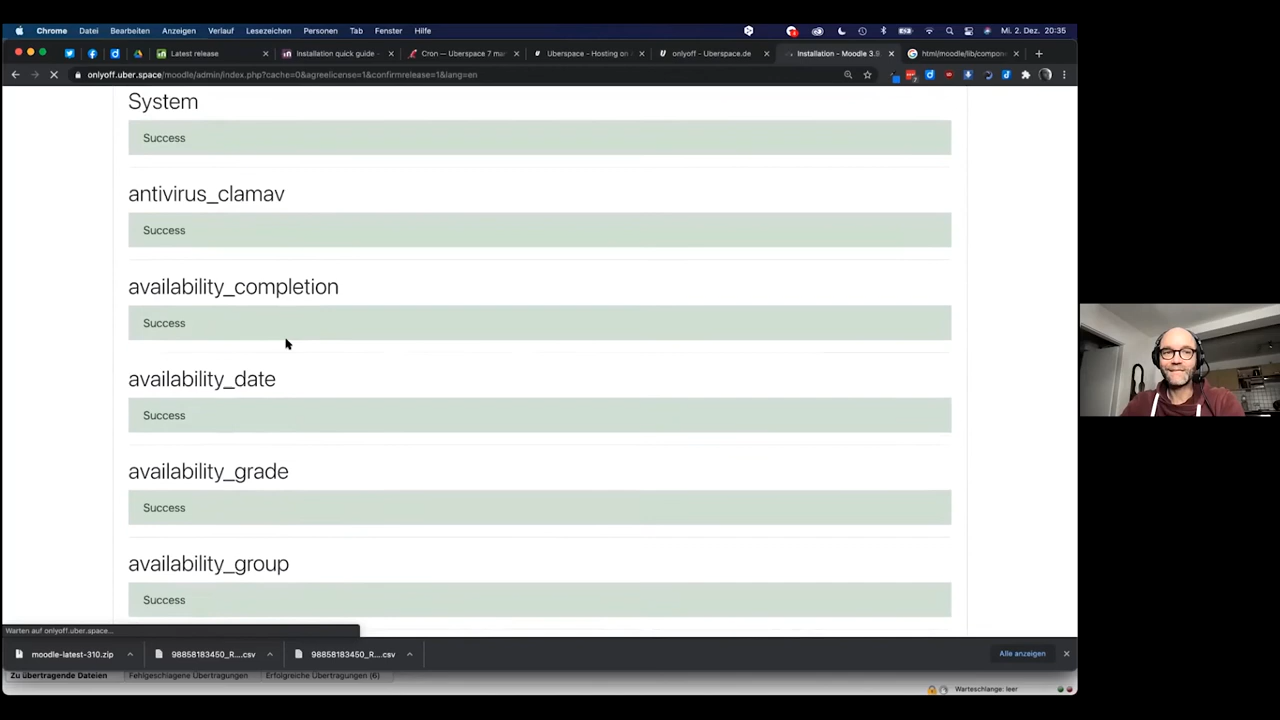 Chrome Datei Bearbeiten Anzeigen Verlauf Lesezeichen Personen Tab Fenster Hilfe Mi. 2. Dez. 20:35
Latest release Installation quick guide - Cron — Uberspace 7 ma Uberspace - Hosting on A onlyoff - Uberspace.de Installation - Moodle 3.9 html/moodle/lib/compone
onlyoff.uber.space/moodle/admin/index.php?cache=0&agreelicense=1&confirmrelease=1&lang=en
System
Success
antivirus_clamav
Success
availability_completion
Success
availability_date
Success
availability_grade
Success
availability_group
Success
Warten auf onlyoff.uber.space...
moodle-latest-310.zip 98858183450_R....csv 98858183450_R....csv Alle anzeigen
Zu übertragende Dateien Fehlgeschlagene Übertragungen Erfolgreiche Übertragungen (6)
Warteschlange: leer